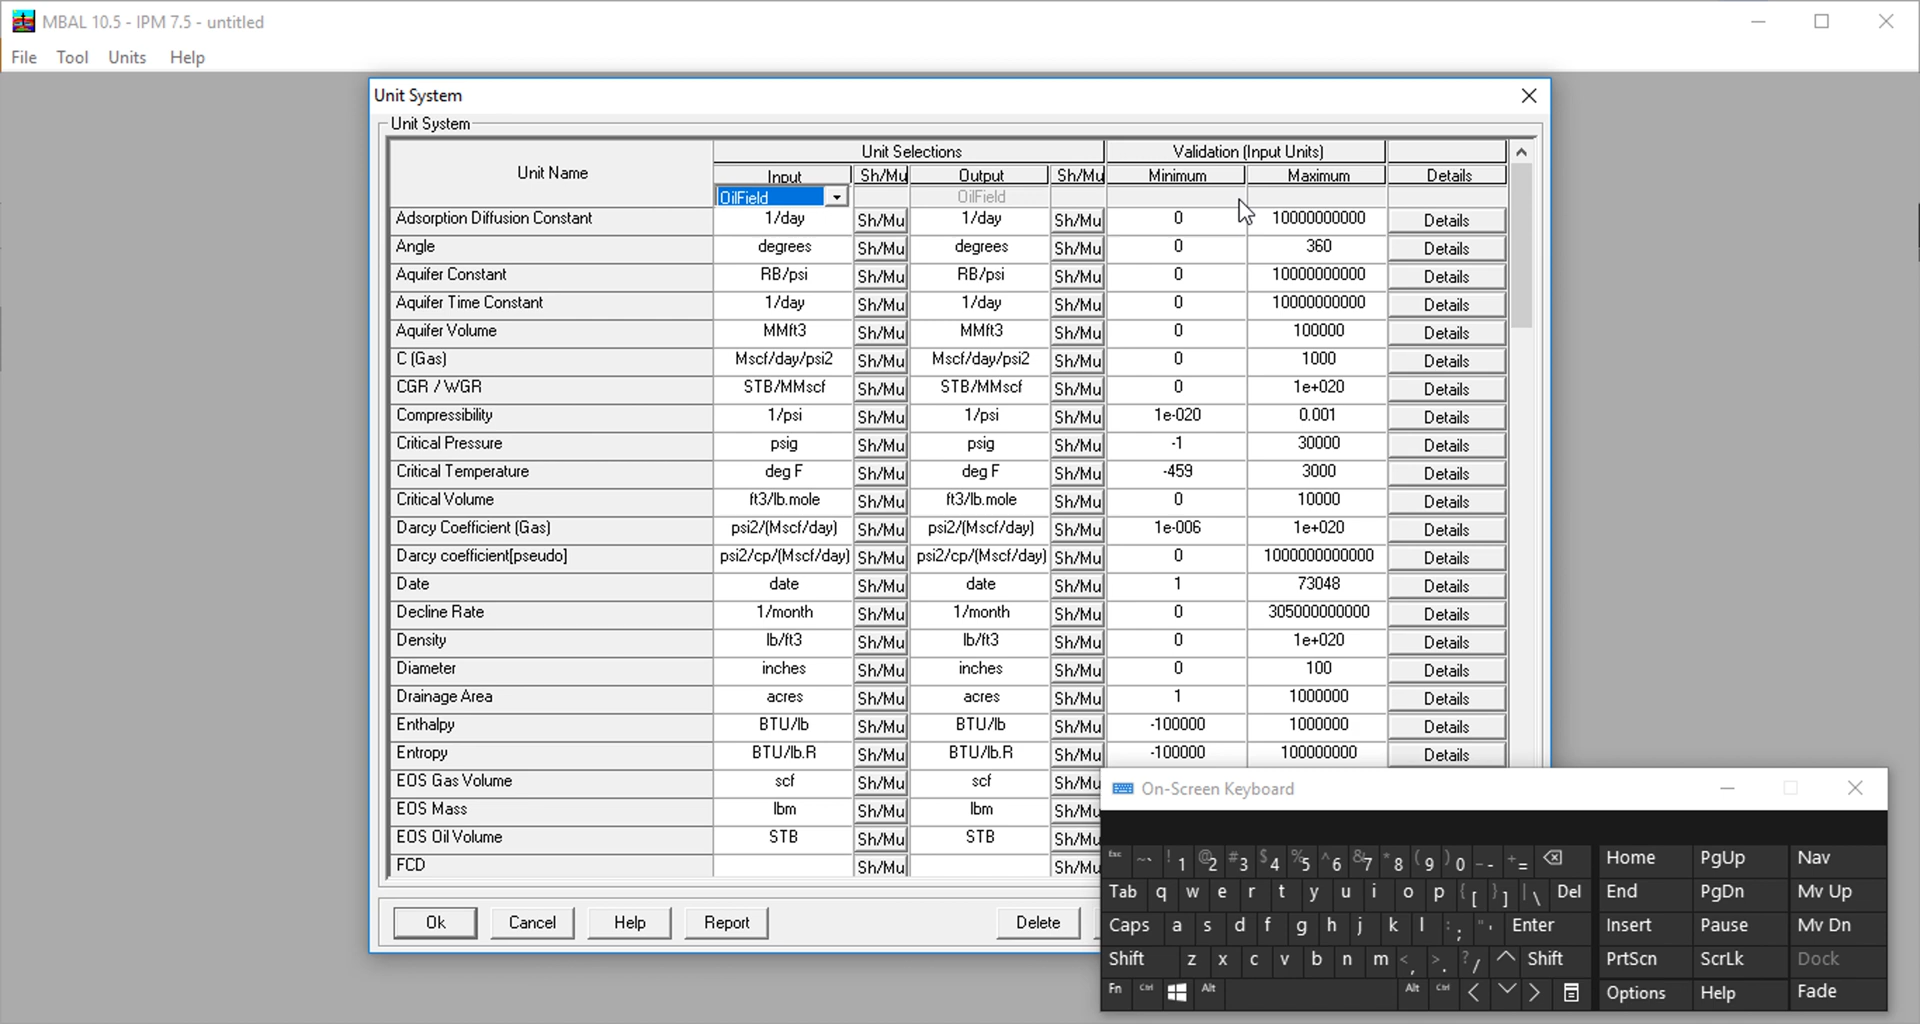 MBAL 10.5 - IPM 7.5 - untitled
File Tool Units Help
Unit System
Unit System
Unit Name Unit Selections Validation (Input Units)
Input Sh/Mu Output Sh/Mu Minimum Maximum Details
OilField OilField
Adsorption Diffusion Constant 1/day Sh/Mu 1/day Sh/Mu 0 10000000000 Details
Angle degrees Sh/Mu degrees Sh/Mu 0 360 Details
Aquifer Constant RB/psi Sh/Mu RB/psi Sh/Mu 0 10000000000 Details
Aquifer Time Constant 1/day Sh/Mu 1/day Sh/Mu 0 10000000000 Details
Aquifer Volume MMft3 Sh/Mu MMft3 Sh/Mu 0 100000 Details
C (Gas) Mscf/day/psi2 Sh/Mu Mscf/day/psi2 Sh/Mu 0 1000 Details
CGR / WGR STB/MMscf Sh/Mu STB/MMscf Sh/Mu 0 1e+020 Details
Compressibility 1/psi Sh/Mu 1/psi Sh/Mu 1e-020 0.001 Details
Critical Pressure psig Sh/Mu psig Sh/Mu -1 30000 Details
Critical Temperature deg F Sh/Mu deg F Sh/Mu -459 3000 Details
Critical Volume ft3/lb.mole Sh/Mu ft3/lb.mole Sh/Mu 0 10000 Details
Darcy Coefficient (Gas) psi2/(Mscf/day) Sh/Mu psi2/(Mscf/day) Sh/Mu 1e-006 1e+020 Details
Darcy coefficient[pseudo] psi2/cp/(Mscf/day) Sh/Mu psi2/cp/(Mscf/day) Sh/Mu 0 1000000000000 Details
Date date Sh/Mu date Sh/Mu 1 73048 Details
Decline Rate 1/month Sh/Mu 1/month Sh/Mu 0 305000000000 Details
Density lb/ft3 Sh/Mu lb/ft3 Sh/Mu 0 1e+020 Details
Diameter inches Sh/Mu inches Sh/Mu 0 100 Details
Drainage Area acres Sh/Mu acres Sh/Mu 1 1000000 Details
Enthalpy BTU/lb Sh/Mu BTU/lb Sh/Mu -100000 1000000 Details
Entropy BTU/lb.R Sh/Mu BTU/lb.R Sh/Mu -100000 100000000 Details
EOS Gas Volume scf Sh/Mu scf Sh/Mu
EOS Mass lbm Sh/Mu lbm Sh/Mu
EOS Oil Volume STB Sh/Mu STB Sh/Mu
FCD Sh/Mu Sh/Mu
Ok Cancel Help Report Delete
On-Screen Keyboard
Esc ~ ` ! 1 @ 2 # 3 $ 4 % 5 ^ 6 & 7 * 8 ( 9 ) 0 _ - + = Home PgUp Nav
Tab q w e r t y u i o p { [ } ] | \ Del End PgDn Mv Up
Caps a s d f g h j k l : ; " ' Enter Insert Pause Mv Dn
Shift z x c v b n m < , > . ? / Shift PrtScn ScrLk Dock
Fn Ctrl Alt Alt Ctrl Options Help Fade